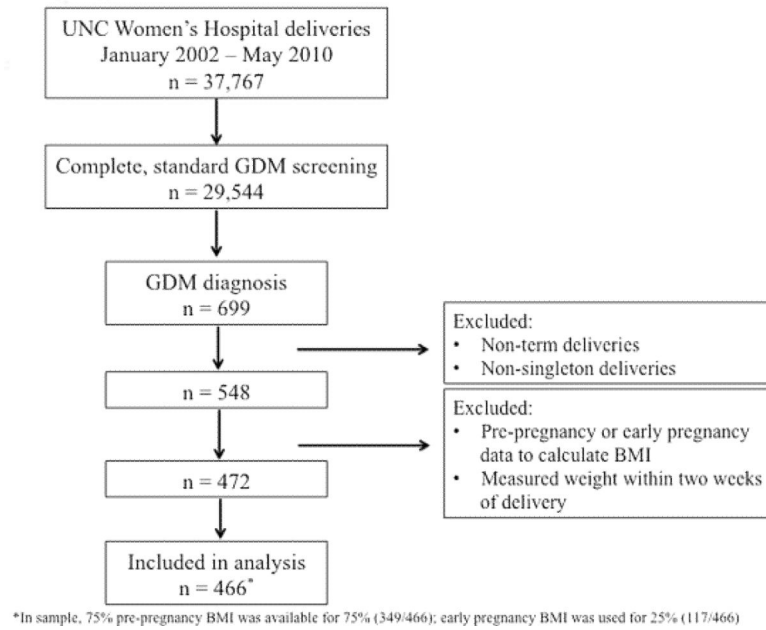 UNC Women's Hospital deliveries
January 2002 – May 2010
n = 37,767
Complete, standard GDM screening
n = 29,544
GDM diagnosis
n = 699
Excluded:
• Non-term deliveries
• Non-singleton deliveries
n = 548
Excluded:
• Pre-pregnancy or early pregnancy
data to calculate BMI
• Measured weight within two weeks
of delivery
n = 472
Included in analysis
n = 466*
*In sample, 75% pre-pregnancy BMI was available for 75% (349/466); early pregnancy BMI was used for 25% (117/466)